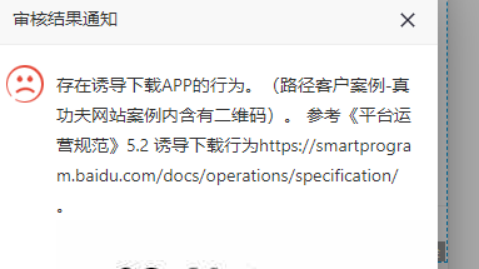 审核结果通知
存在诱导下载APP的行为。（路径客户案例-真
功夫网站案例内含有二维码）。 参考《平台运
营规范》5.2 诱导下载行为https://smartprogra
m.baidu.com/docs/operations/specification/
。